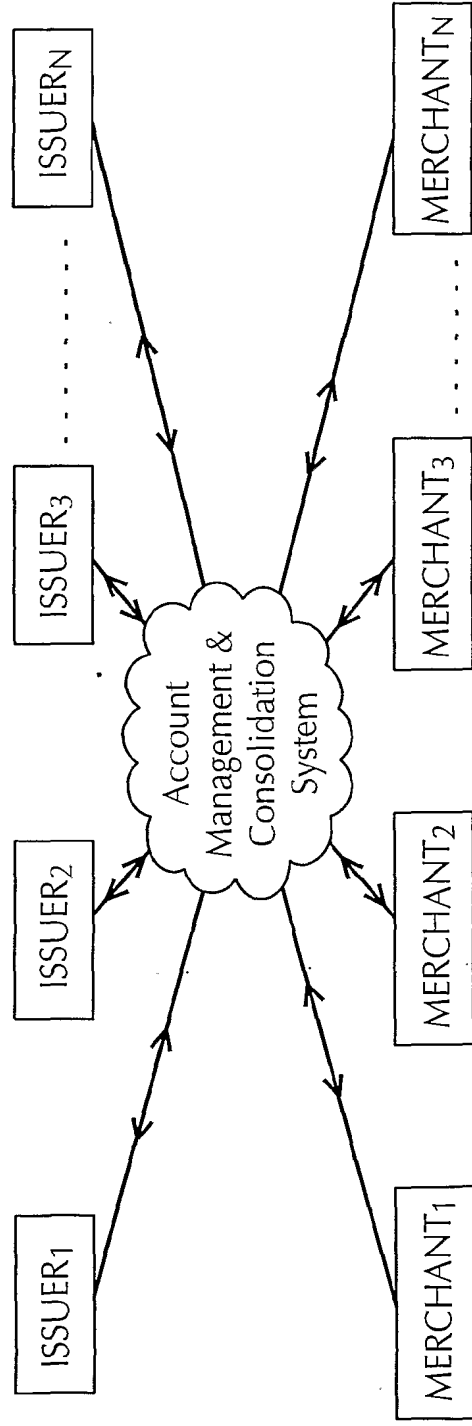 ISSUER₁
ISSUER₂
ISSUER₃
ISSUERN
Account
Management &
Consolidation
System
MERCHANT₁
MERCHANT₂
MERCHANT₃
MERCHANTN